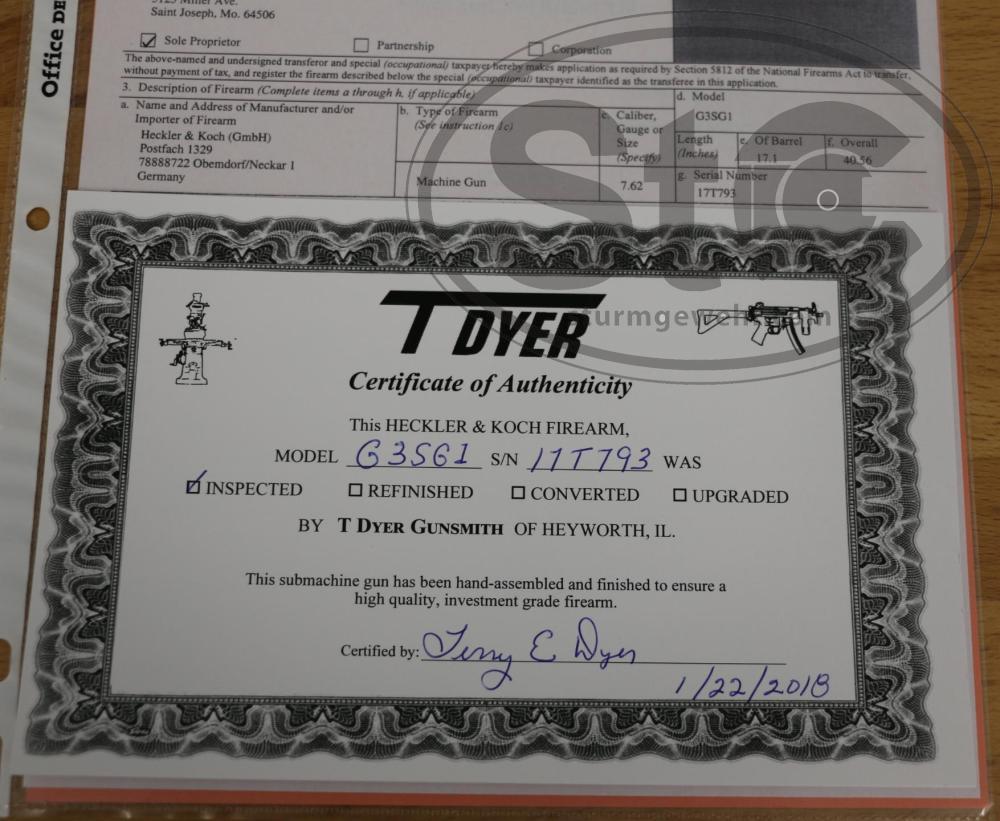 Office DE
5125 Miller Ave.
Saint Joseph, Mo. 64506
☑ Sole Proprietor ☐ Partnership ☐ Corporation
The above-named and undersigned transferor and special (occupational) taxpayer hereby makes application as required by Section 5812 of the National Firearms Act to transfer,
without payment of tax, and register the firearm described below the special (occupational) taxpayer identified as the transferee in this application.
3. Description of Firearm (Complete items a through h, if applicable)
a. Name and Address of Manufacturer and/or
Importer of Firearm
Heckler & Koch (GmbH)
Postfach 1329
78888722 Obemdorf/Neckar 1
Germany
b. Type of Firearm
(See instruction 1c)
Machine Gun
c. Caliber,
Gauge or
Size
(Specify)
7.62
d. Model
G3SG1
Length
(Inches)
e. Of Barrel
17.1
f. Overall
40.56
g. Serial Number
17T793
StG
sturmgewehr.com
T DYER
Certificate of Authenticity
This HECKLER & KOCH FIREARM,
MODEL G3SG1 S/N 17T793 WAS
☑ INSPECTED ☐ REFINISHED ☐ CONVERTED ☐ UPGRADED
BY T DYER GUNSMITH OF HEYWORTH, IL.
This submachine gun has been hand-assembled and finished to ensure a
high quality, investment grade firearm.
Certified by: Terry E Dyer
1/22/2018